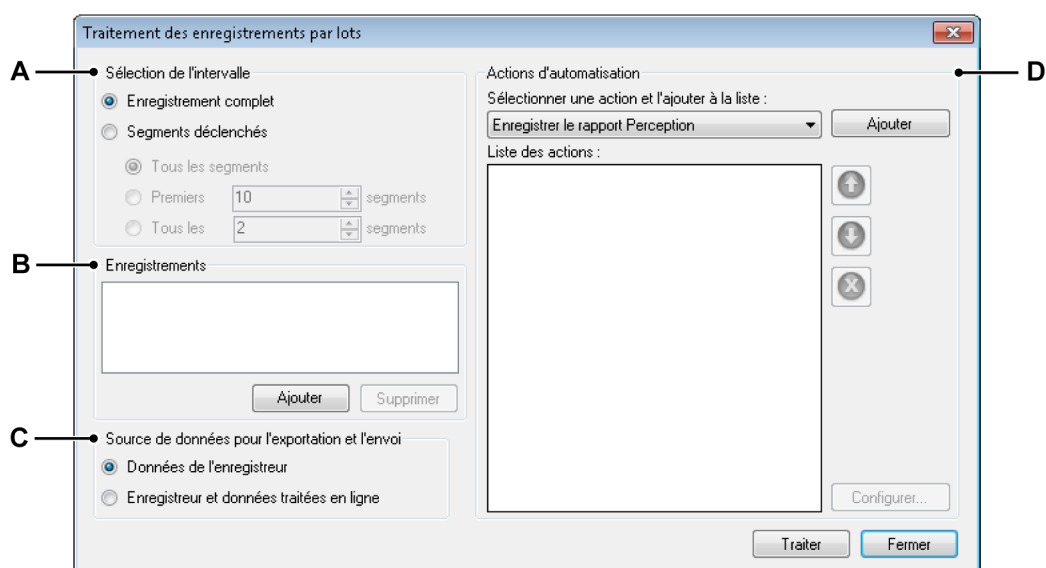 Traitement des enregistrements par lots
A
Sélection de l'intervalle
Enregistrement complet
Segments déclenchés
Tous les segments
Premiers 10 segments
Tous les 2 segments
B
Enregistrements
Ajouter Supprimer
C
Source de données pour l'exportation et l'envoi
Données de l'enregistreur
Enregistreur et données traitées en ligne
D
Actions d'automatisation
Sélectionner une action et l'ajouter à la liste :
Enregistrer le rapport Perception Ajouter
Liste des actions :
Configurer...
Traiter Fermer